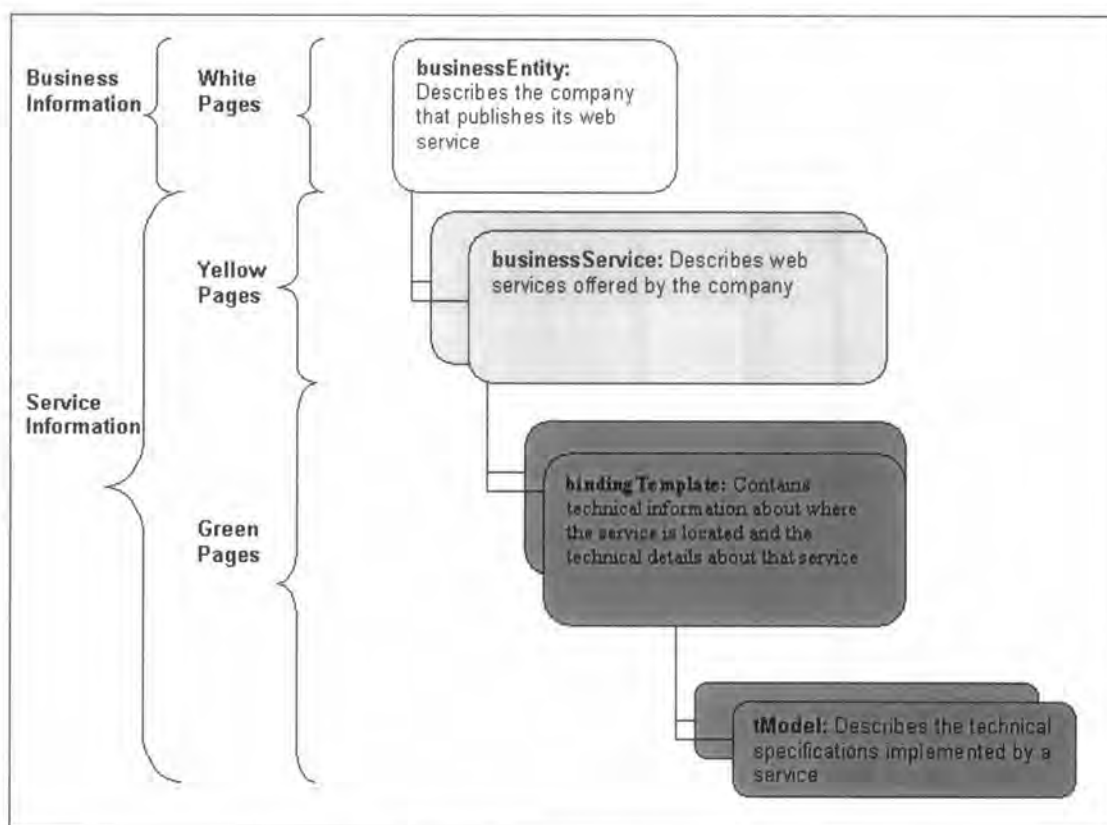 Business
Information
White
Pages
businessEntity:
Describes the company
that publishes its web
service
Yellow
Pages
businessService: Describes web
services offered by the company
Service
Information
Green
Pages
bindingTemplate: Contains
technical information about where
the service is located and the
technical details about that service
tModel: Describes the technical
specifications implemented by a
service